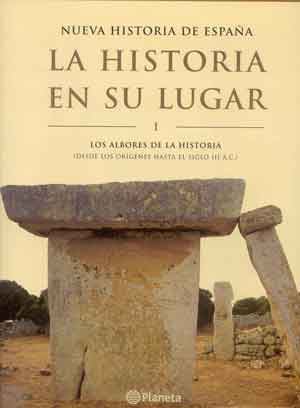 NUEVA HISTORIA DE ESPAÑA
LA HISTORIA
EN SU LUGAR
I
LOS ALBORES DE LA HISTORIA
(DESDE LOS ORÍGENES HASTA EL SIGLO III A.C.)
Planeta